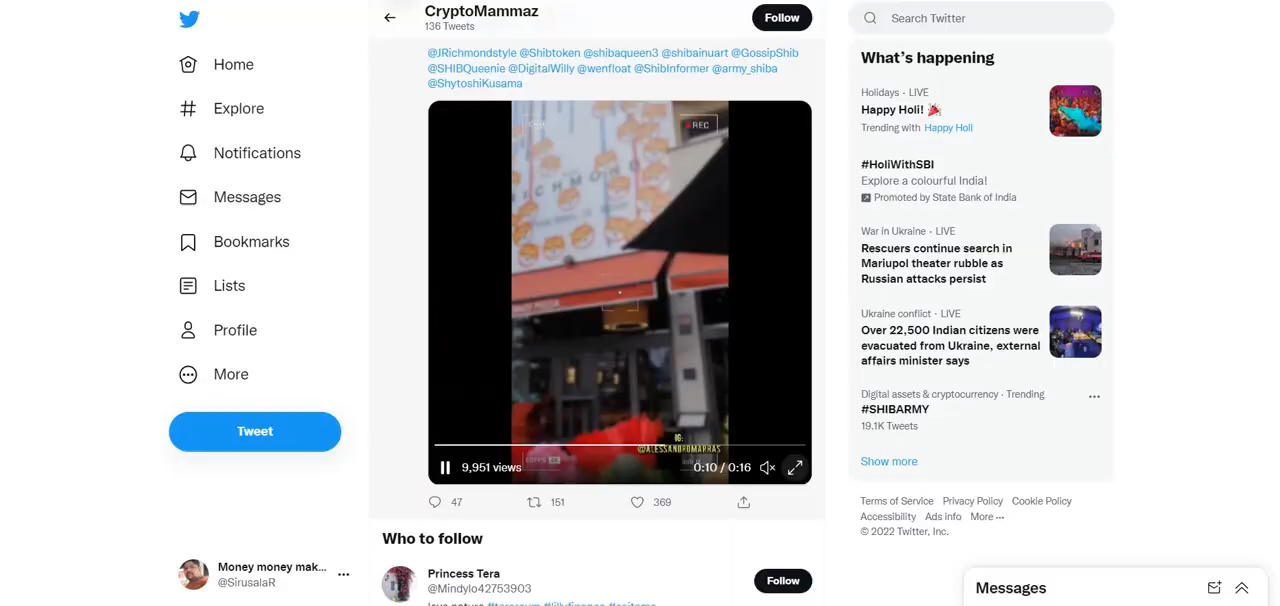 CryptoMammaz
136 Tweets
Follow
Search Twitter
Home
Explore
Notifications
Messages
Bookmarks
Lists
Profile
More
Tweet
Money money mak...
@SirusalaR
@JRichmondstyle @Shibtoken @shibaqueen3 @shibainuart @GossipShib
@SHIBQueenie @DigitalWilly @wenfloat @ShibInformer @army_shiba
@ShytoshiKusama
REC
ICHMOND
IG:
@ALESSANDROMARRAS
9,951 views
0:10 / 0:16
47
151
369
Who to follow
Princess Tera
@Mindylo42753903
Follow
What's happening
Holidays · LIVE
Happy Holi!
Trending with Happy Holi
#HoliWithSBI
Explore a colourful India!
Promoted by State Bank of India
War in Ukraine · LIVE
Rescuers continue search in
Mariupol theater rubble as
Russian attacks persist
Ukraine conflict · LIVE
Over 22,500 Indian citizens were
evacuated from Ukraine, external
affairs minister says
Digital assets & cryptocurrency · Trending
#SHIBARMY
19.1K Tweets
Show more
Terms of Service Privacy Policy Cookie Policy
Accessibility Ads info More ···
© 2022 Twitter, Inc.
Messages